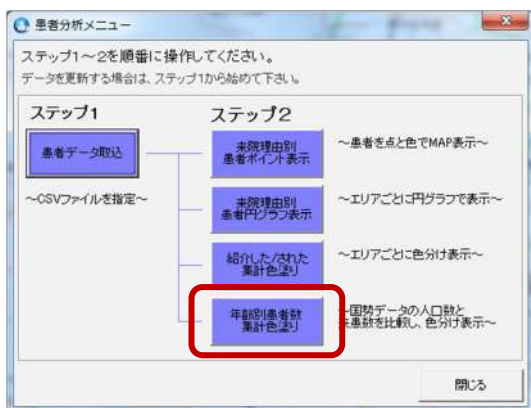 患者分析メニュー
ステップ1~2を順番に操作してください。
データを更新する場合は、ステップ1から始めて下さい。
ステップ1
ステップ2
患者データ取込
~CSVファイルを指定~
来院理由別
患者ポイント表示
~患者を点と色でMAP表示~
来院理由別
患者円グラフ表示
~エリアごとに円グラフで表示~
紹介した/された
集計色塗り
~エリアごとに色分け表示~
年齢別患者数
集計色塗り
~国勢データの人口数と
来患数を比較し、色分け表示~
閉じる